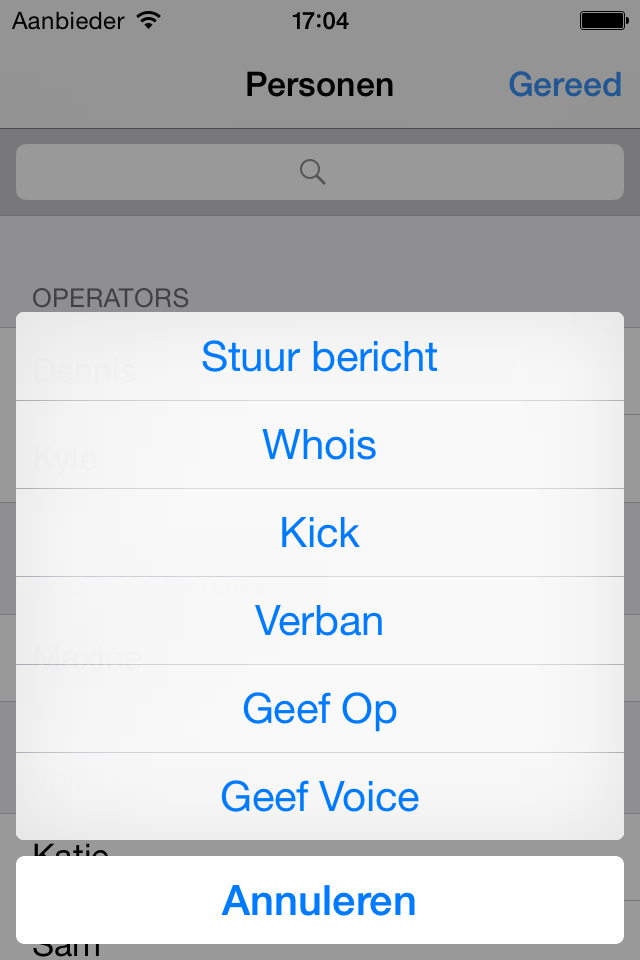 Aanbieder 17:04
Personen Gereed
OPERATORS
Stuur bericht
Dennis
Whois
Kyle
Kick
Verban
Maxine
Geef Op
Geef Voice
Katie
Annuleren
Sam